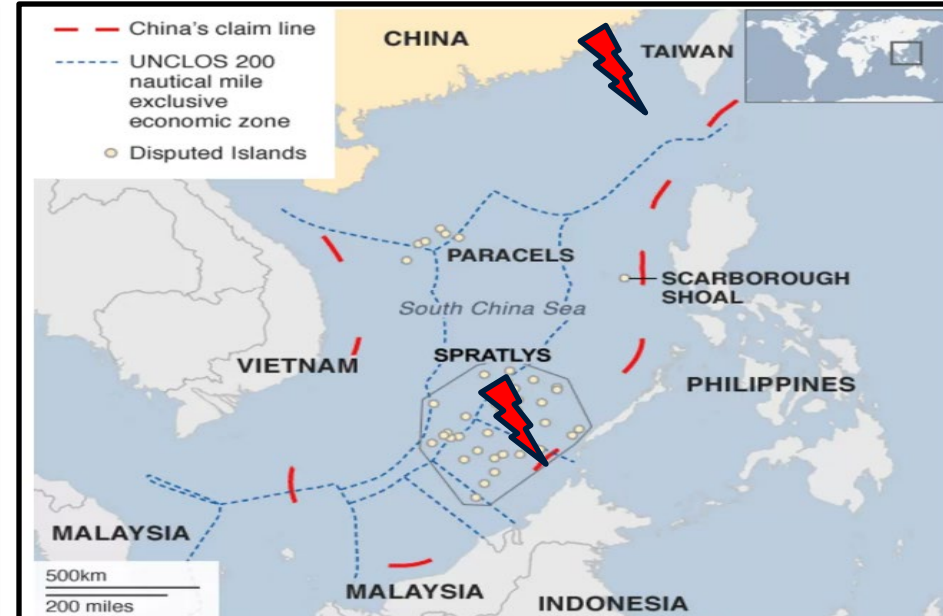 China's claim line
UNCLOS 200
nautical mile
exclusive
economic zone
Disputed Islands
CHINA
TAIWAN
PARACELS
SCARBOROUGH
SHOAL
South China Sea
SPRATLYS
VIETNAM
PHILIPPINES
MALAYSIA
500km
200 miles
MALAYSIA
INDONESIA